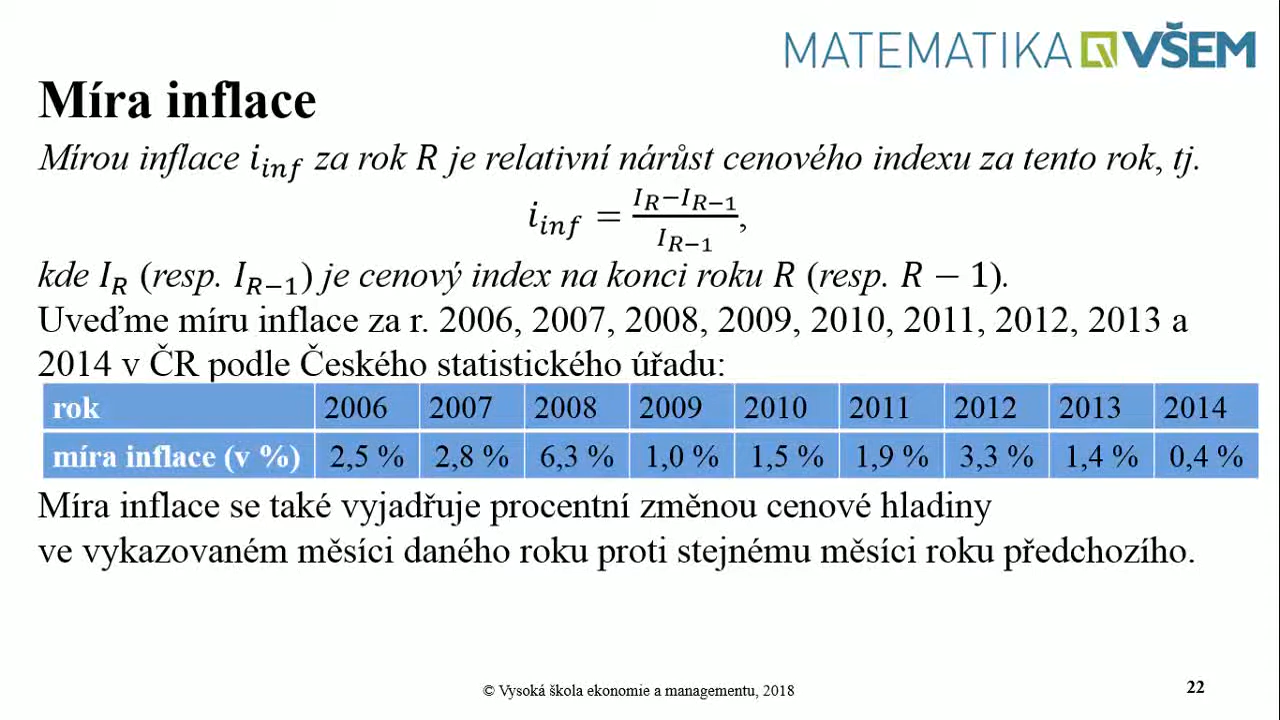 MATEMATIKA VŠEM
Míra inflace
Mírou inflace i_inf za rok R je relativní nárůst cenového indexu za tento rok, tj.
i_inf = (I_R − I_{R−1}) / I_{R−1},
kde I_R (resp. I_{R−1}) je cenový index na konci roku R (resp. R − 1).
Uveďme míru inflace za r. 2006, 2007, 2008, 2009, 2010, 2011, 2012, 2013 a
2014 v ČR podle Českého statistického úřadu:
rok 2006 2007 2008 2009 2010 2011 2012 2013 2014
míra inflace (v %) 2,5 % 2,8 % 6,3 % 1,0 % 1,5 % 1,9 % 3,3 % 1,4 % 0,4 %
Míra inflace se také vyjadřuje procentní změnou cenové hladiny
ve vykazovaném měsíci daného roku proti stejnému měsíci roku předchozího.
© Vysoká škola ekonomie a managementu, 2018
22